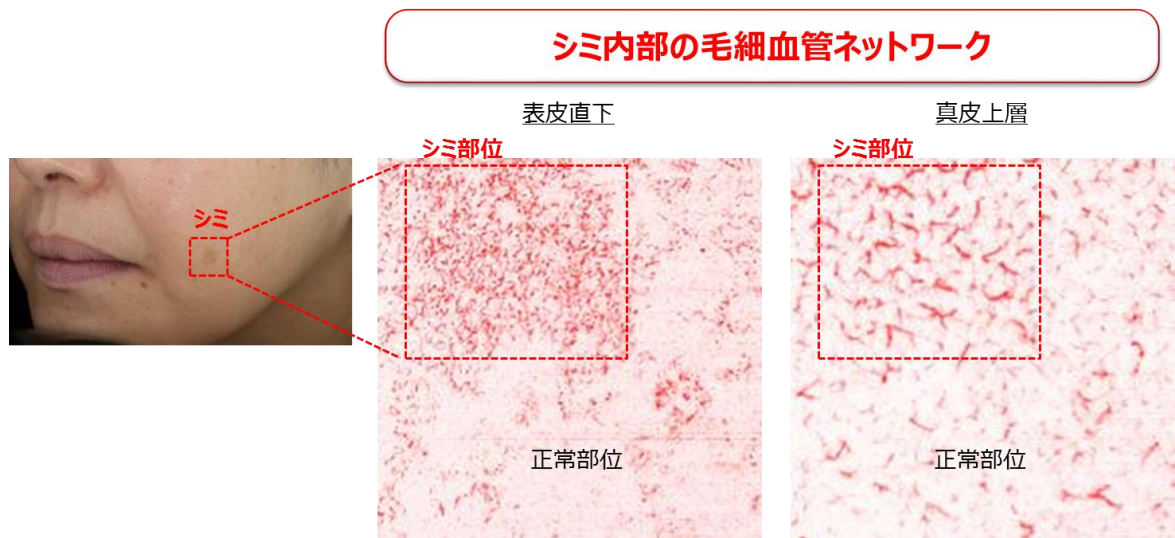 シミ内部の毛細血管ネットワーク
表皮直下
真皮上層
シミ部位
シミ部位
シミ
正常部位
正常部位